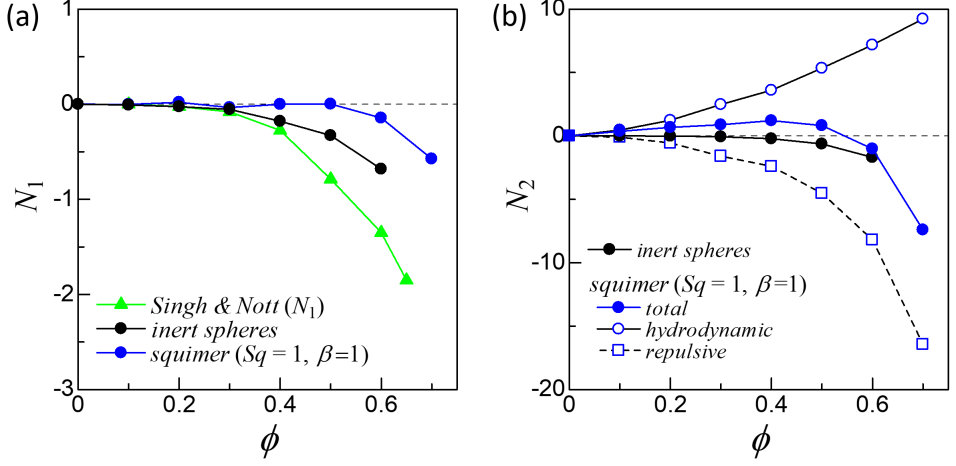 (a)
1
0
-1
-2
-3
N1
0
0.2
0.4
0.6
ϕ
Singh & Nott (N1)
inert spheres
squimer (Sq = 1, β=1)
(b)
10
0
-10
-20
N2
0
0.2
0.4
0.6
ϕ
inert spheres
squimer (Sq = 1, β=1)
total
hydrodynamic
repulsive